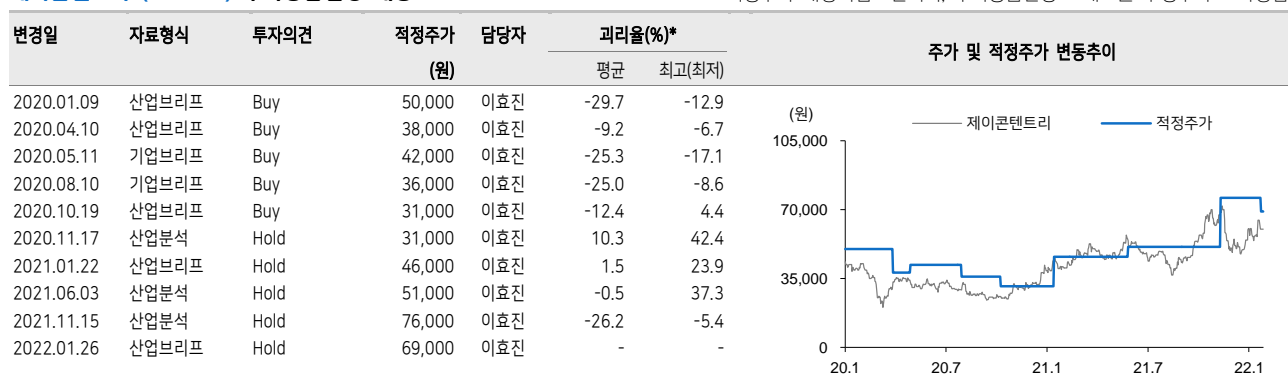 변경일 자료형식 투자의견 적정주가 담당자 괴리율(%)* 주가 및 적정주가 변동추이
(원) 평균 최고(최저)
2020.01.09 산업브리프 Buy 50,000 이효진 -29.7 -12.9
2020.04.10 산업브리프 Buy 38,000 이효진 -9.2 -6.7
2020.05.11 기업브리프 Buy 42,000 이효진 -25.3 -17.1
2020.08.10 기업브리프 Buy 36,000 이효진 -25.0 -8.6
2020.10.19 산업브리프 Buy 31,000 이효진 -12.4 4.4
2020.11.17 산업분석 Hold 31,000 이효진 10.3 42.4
2021.01.22 산업브리프 Hold 46,000 이효진 1.5 23.9
2021.06.03 산업분석 Hold 51,000 이효진 -0.5 37.3
2021.11.15 산업분석 Hold 76,000 이효진 -26.2 -5.4
2022.01.26 산업브리프 Hold 69,000 이효진 - -
(원) 제이콘텐트리 적정주가
105,000
70,000
35,000
0
20.1 20.7 21.1 21.7 22.1